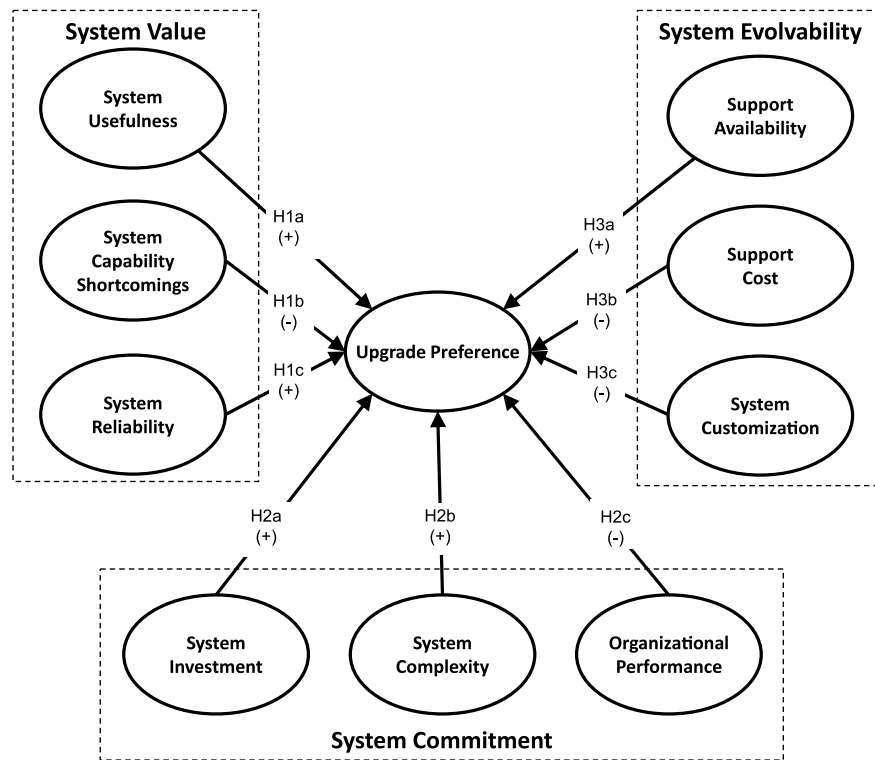 System Value
System
Usefulness
System
Capability
Shortcomings
System
Reliability
H1a
(+)
H1b
(-)
H1c
(+)
System Evolvability
Support
Availability
Support
Cost
System
Customization
H3a
(+)
H3b
(-)
H3c
(-)
Upgrade Preference
H2a
(+)
H2b
(+)
H2c
(-)
System
Investment
System
Complexity
Organizational
Performance
System Commitment